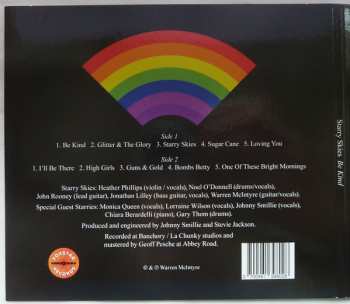 Side 1
1. Be Kind 2. Glitter & The Glory 3. Starry Skies 4. Sugar Cane 5. Loving You
Side 2
1. I'll Be There 2. High Girls 3. Guns & Gold 4. Bombs Betty 5. One Of These Bright Mornings
Starry Skies: Heather Phillips (violin / vocals), Noel O'Donnell (drums/vocals),
John Rooney (lead guitar), Jonathan Lilley (bass guitar, vocals), Warren McIntyre (guitar/vocals).
Special Guest Starries: Monica Queen (vocals), Lorraine Wilson (vocals), Johnny Smillie (vocals),
Chiara Berardelli (piano), Gary Thom (drums).
Produced and engineered by Johnny Smillie and Stevie Jackson.
Recorded at Banchory / La Chunky studios and
mastered by Geoff Pesche at Abbey Road.
℗ & © Warren McIntyre
Starry Skies Be Kind